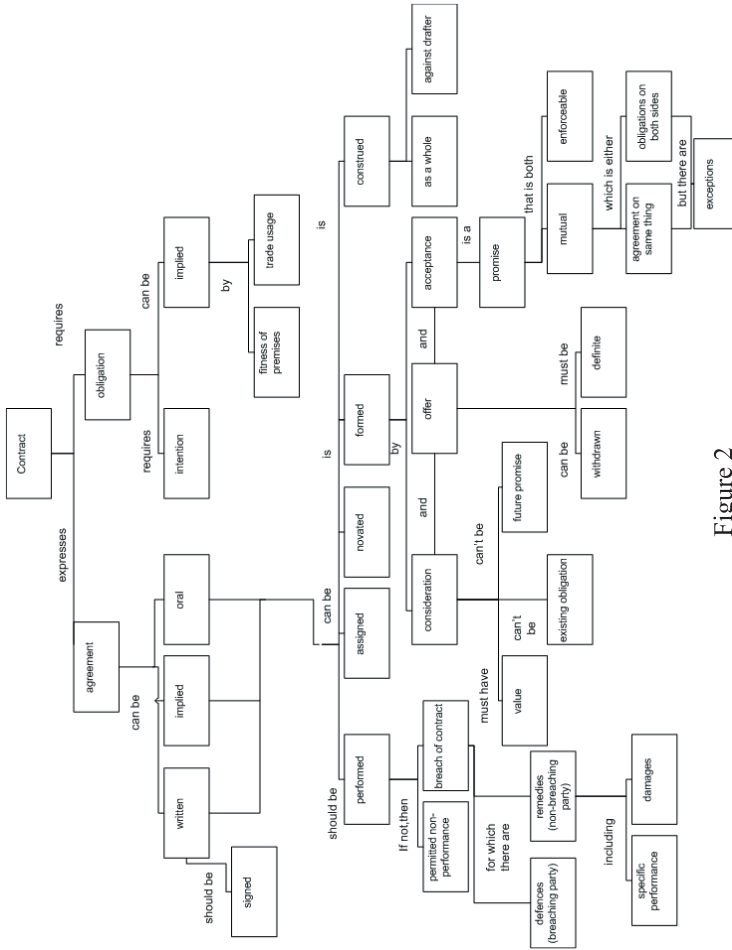 Contract
expresses
requires
agreement
obligation
can be
requires
can be
written
implied
oral
intention
implied
should be
by
signed
fitness of
premises
trade usage
should be
can be
is
is
performed
assigned
novated
formed
construed
If not,then
by
permitted non-
performance
breach of contract
consideration
and
offer
and
acceptance
as a whole
against drafter
for which
there are
must have
can't
be
can't be
is a
defences
(breaching party)
remedies
(non-breaching
party)
value
existing obligation
future promise
promise
can be
must be
that is both
including
withdrawn
definite
mutual
enforceable
specific
performance
damages
which is either
agreement on
same thing
obligations on
both sides
but there are
exceptions
Figure 2